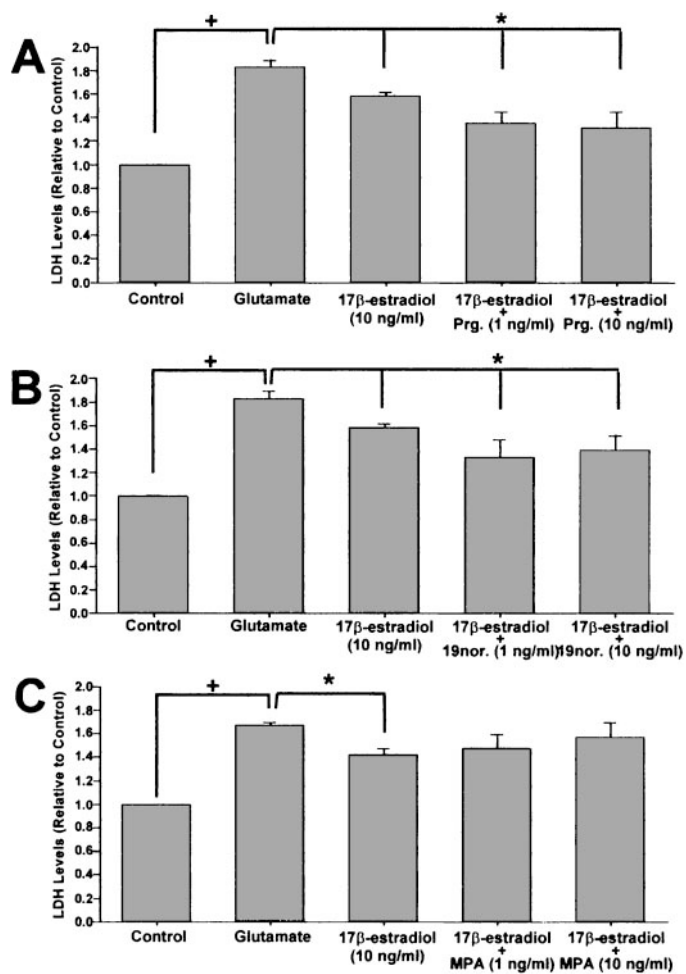 A
+
*
LDH Levels (Relative to Control)
2.0
1.8
1.6
1.4
1.2
1.0
0.8
0.6
0.4
0.2
0.0
Control
Glutamate
17β-estradiol
(10 ng/ml)
17β-estradiol
+
Prg. (1 ng/ml)
17β-estradiol
+
Prg. (10 ng/ml)
B
+
*
LDH Levels (Relative to Control)
2.0
1.8
1.6
1.4
1.2
1.0
0.8
0.6
0.4
0.2
0.0
Control
Glutamate
17β-estradiol
(10 ng/ml)
17β-estradiol
+
19nor. (1 ng/ml)
17β-estradiol
+
19nor. (10 ng/ml)
C
+
*
LDH Levels (Relative to Control)
2.0
1.8
1.6
1.4
1.2
1.0
0.8
0.6
0.4
0.2
0.0
Control
Glutamate
17β-estradiol
(10 ng/ml)
17β-estradiol
+
MPA (1 ng/ml)
17β-estradiol
+
MPA (10 ng/ml)